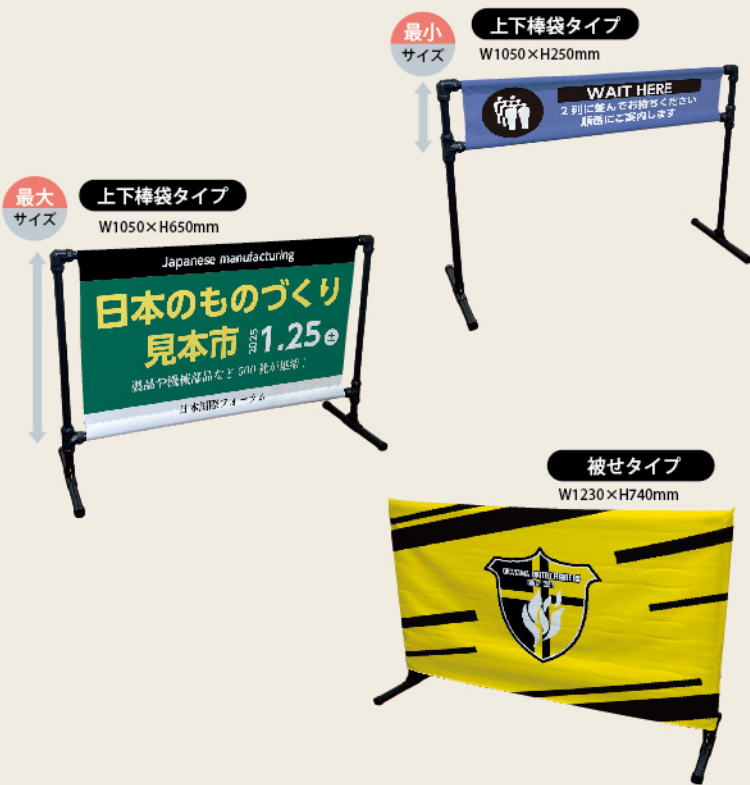 最小
サイズ
上下棒袋タイプ
W1050×H250mm
WAIT HERE
2列に並んでお待ちください
順番にご案内します
最大
サイズ
上下棒袋タイプ
W1050×H650mm
Japanese manufacturing
日本のものづくり
見本市 2025 1.25 土
製品や機械部品など500社が集結!
日本国際フォーラム
被せタイプ
W1230×H740mm